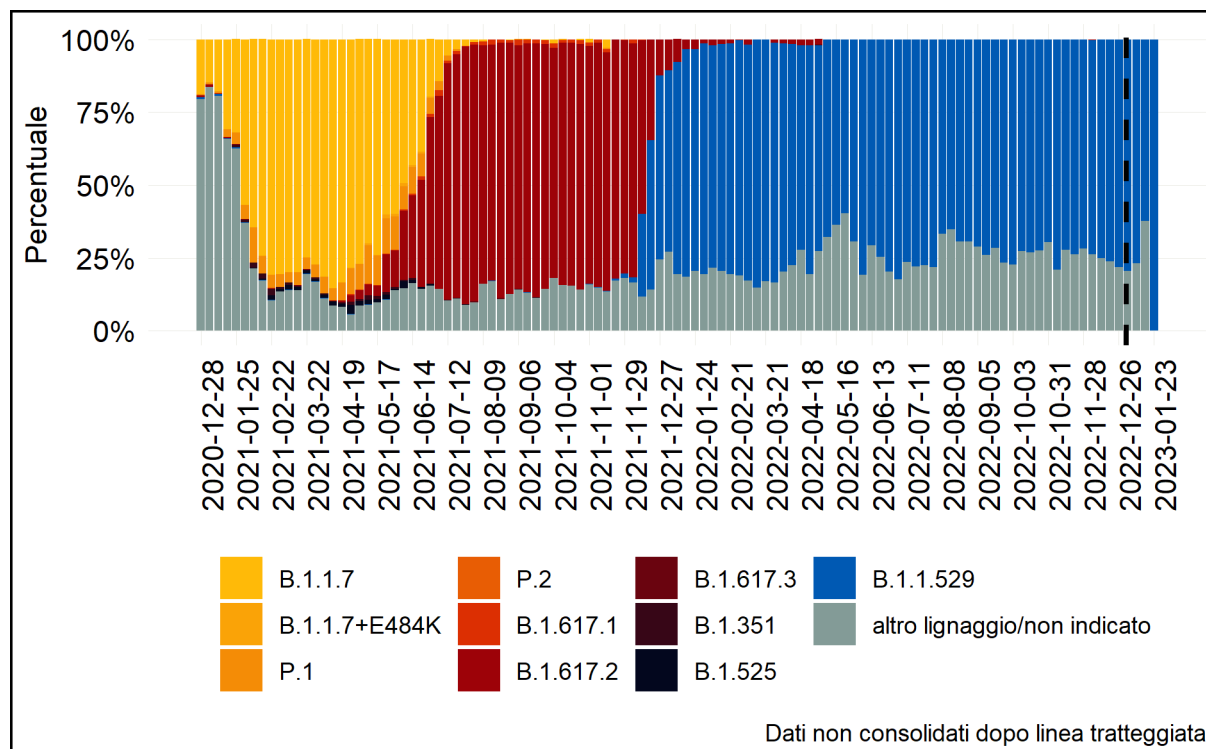 100%
75%
50%
25%
0%
Percentuale
2020-12-28
2021-01-25
2021-02-22
2021-03-22
2021-04-19
2021-05-17
2021-06-14
2021-07-12
2021-08-09
2021-09-06
2021-10-04
2021-11-01
2021-11-29
2021-12-27
2022-01-24
2022-02-21
2022-03-21
2022-04-18
2022-05-16
2022-06-13
2022-07-11
2022-08-08
2022-09-05
2022-10-03
2022-10-31
2022-11-28
2022-12-26
2023-01-23
B.1.1.7
B.1.1.7+E484K
P.1
P.2
B.1.617.1
B.1.617.2
B.1.617.3
B.1.351
B.1.525
B.1.1.529
altro lignaggio/non indicato
Dati non consolidati dopo linea tratteggiata